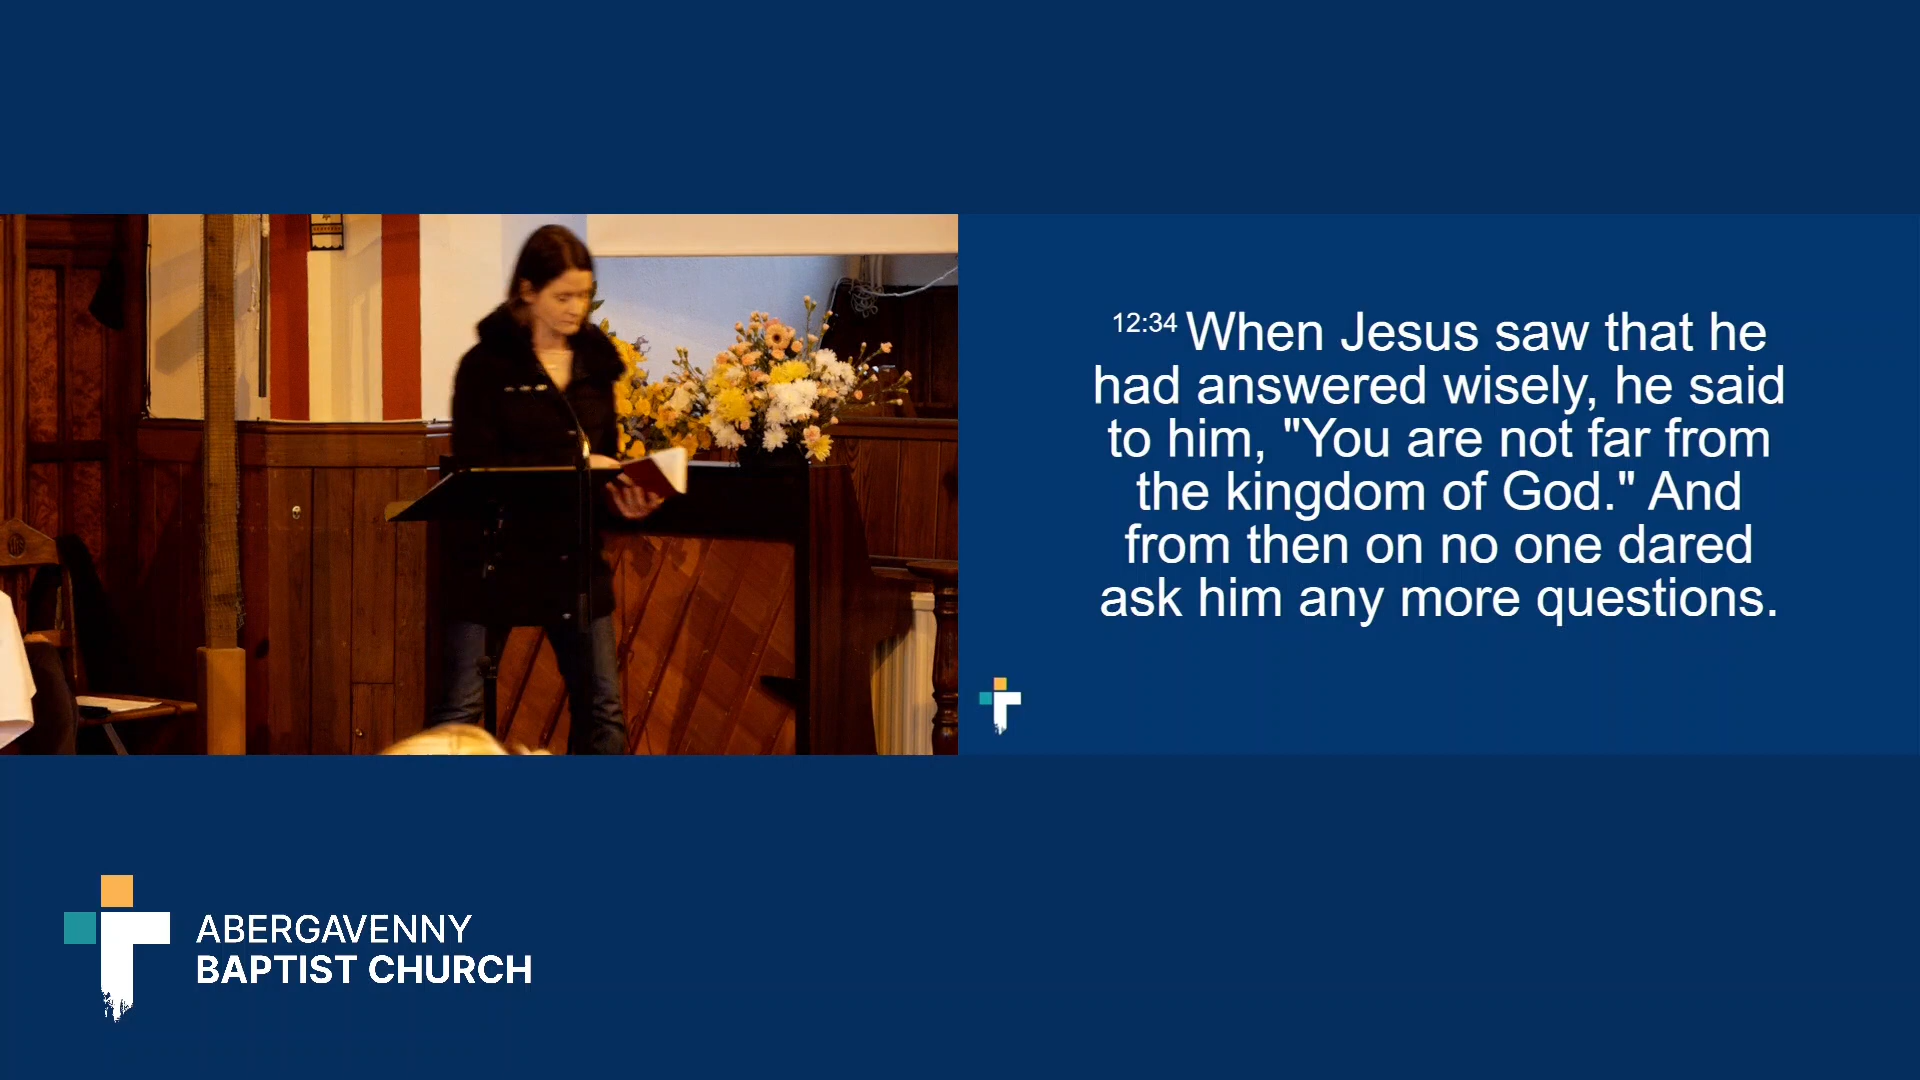 12:34 When Jesus saw that he
had answered wisely, he said
to him, "You are not far from
the kingdom of God." And
from then on no one dared
ask him any more questions.
ABERGAVENNY
BAPTIST CHURCH